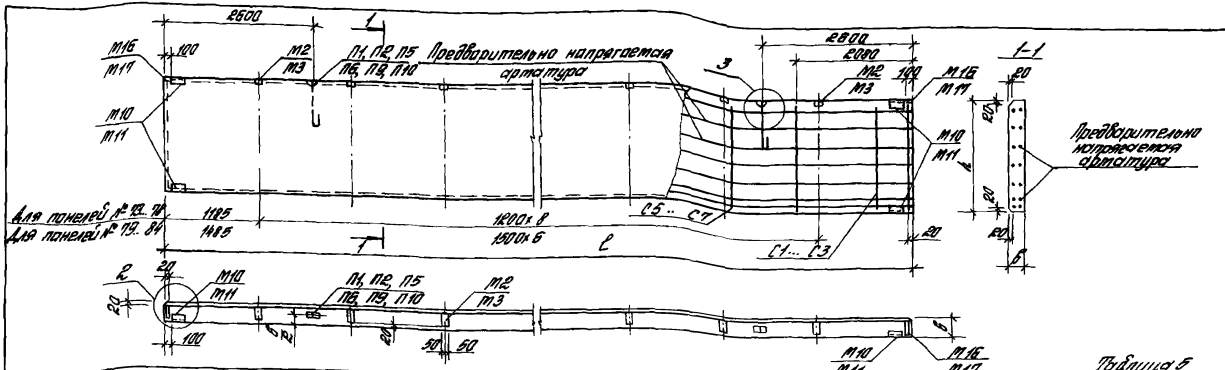 2600
1
2800
2080
1-1
М16
М17
100
М2
М3
П1, П2, П5
П6, П9, П10
Предварительно напрягаемая
арматура
3
М2
М3
100
М16
М17
20
20
М10
М11
М10
М11
h
Предварительно
напрягаемая
арматура
20
С5... С7
Для панелей № 73..78
1185
1200х8
Для панелей № 79..84
1485
1500х6
1
ℓ
С1... С3
20
20
в
2
20
М10
М11
П1, П2, П5
П6, П9, П10
М2
М3
20
в
20
в
100
50
50
М10
М11
М16
М17
Таблица 5